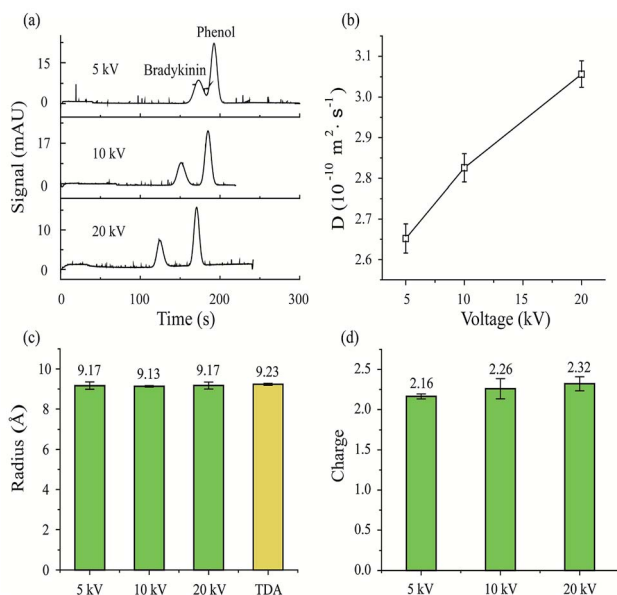 (a)
Phenol
5 kV
Bradykinin
15
0
10 kV
17
0
20 kV
15
0
Signal (mAU)
0 100 200 300
Time (s)
(b)
3.1
3.0
2.9
2.8
2.7
2.6
D (10⁻¹⁰ m²· s⁻¹)
5 10 15 20
Voltage (kV)
(c)
9.17 9.13 9.17 9.23
10
8
6
4
2
0
Radius (Å)
5 kV 10 kV 20 kV TDA
(d)
2.16 2.26 2.32
2.5
2.0
1.5
1.0
0.5
0.0
Charge
5 kV 10 kV 20 kV